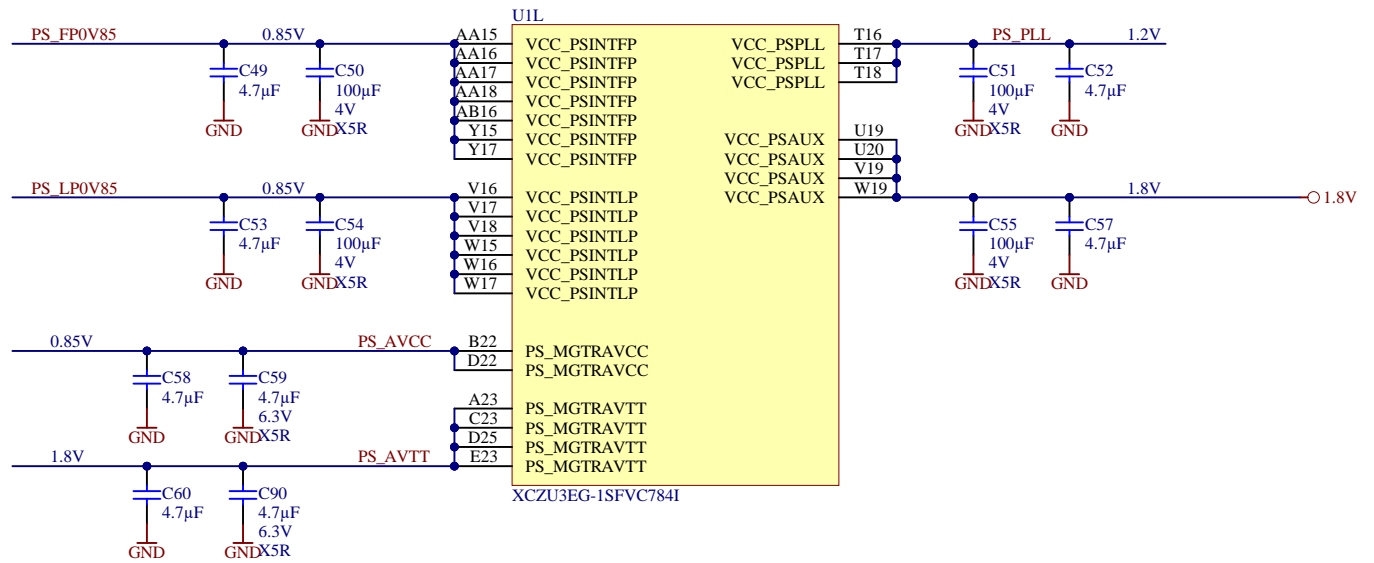 U1L
PS_FP0V85
0.85V
C49
4.7µF
GND
C50
100µF
4V
X5R
GND
AA15
AA16
AA17
AA18
AB16
Y15
Y17
VCC_PSINTFP
VCC_PSINTFP
VCC_PSINTFP
VCC_PSINTFP
VCC_PSINTFP
VCC_PSINTFP
VCC_PSINTFP
VCC_PSPLL
VCC_PSPLL
VCC_PSPLL
T16
T17
T18
PS_PLL
1.2V
C51
100µF
4V
X5R
GND
C52
4.7µF
GND
VCC_PSAUX
VCC_PSAUX
VCC_PSAUX
VCC_PSAUX
U19
U20
V19
W19
1.8V
1.8V
C55
100µF
4V
X5R
GND
C57
4.7µF
GND
PS_LP0V85
0.85V
C53
4.7µF
GND
C54
100µF
4V
X5R
GND
V16
V17
V18
W15
W16
W17
VCC_PSINTLP
VCC_PSINTLP
VCC_PSINTLP
VCC_PSINTLP
VCC_PSINTLP
VCC_PSINTLP
0.85V
PS_AVCC
C58
4.7µF
GND
C59
4.7µF
6.3V
X5R
GND
B22
D22
PS_MGTRAVCC
PS_MGTRAVCC
A23
C23
D25
E23
PS_MGTRAVTT
PS_MGTRAVTT
PS_MGTRAVTT
PS_MGTRAVTT
1.8V
PS_AVTT
C60
4.7µF
GND
C90
4.7µF
6.3V
X5R
GND
XCZU3EG-1SFVC784I